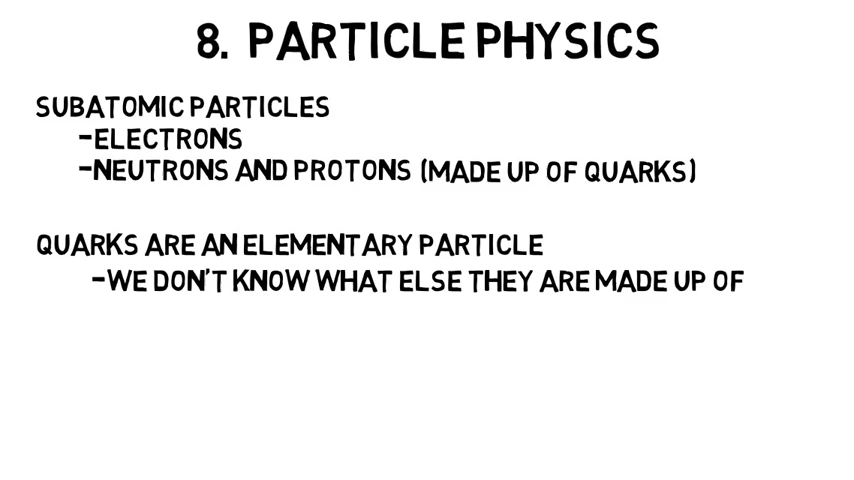 8. PARTICLE PHYSICS
SUBATOMIC PARTICLES
-ELECTRONS
-NEUTRONS AND PROTONS (MADE UP OF QUARKS)
QUARKS ARE AN ELEMENTARY PARTICLE
-WE DON'T KNOW WHAT ELSE THEY ARE MADE UP OF